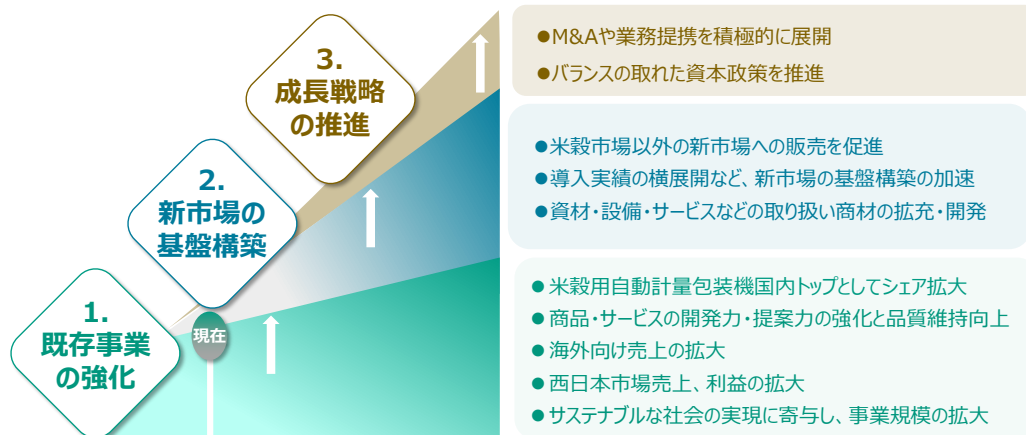 3.
成長戦略
の推進
●M&Aや業務提携を積極的に展開
●バランスの取れた資本政策を推進
2.
新市場の
基盤構築
●米穀市場以外の新市場への販売を促進
●導入実績の横展開など、新市場の基盤構築の加速
●資材・設備・サービスなどの取り扱い商材の拡充・開発
1.
既存事業
の強化
現在
●米穀用自動計量包装機国内トップとしてシェア拡大
●商品・サービスの開発力・提案力の強化と品質維持向上
●海外向け売上の拡大
●西日本市場売上、利益の拡大
●サステナブルな社会の実現に寄与し、事業規模の拡大